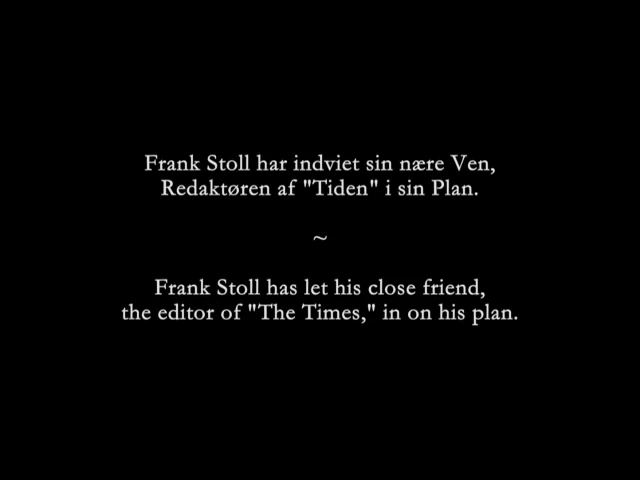 Frank Stoll har indviet sin nære Ven,
Redaktøren af "Tiden" i sin Plan.
~
Frank Stoll has let his close friend,
the editor of "The Times," in on his plan.